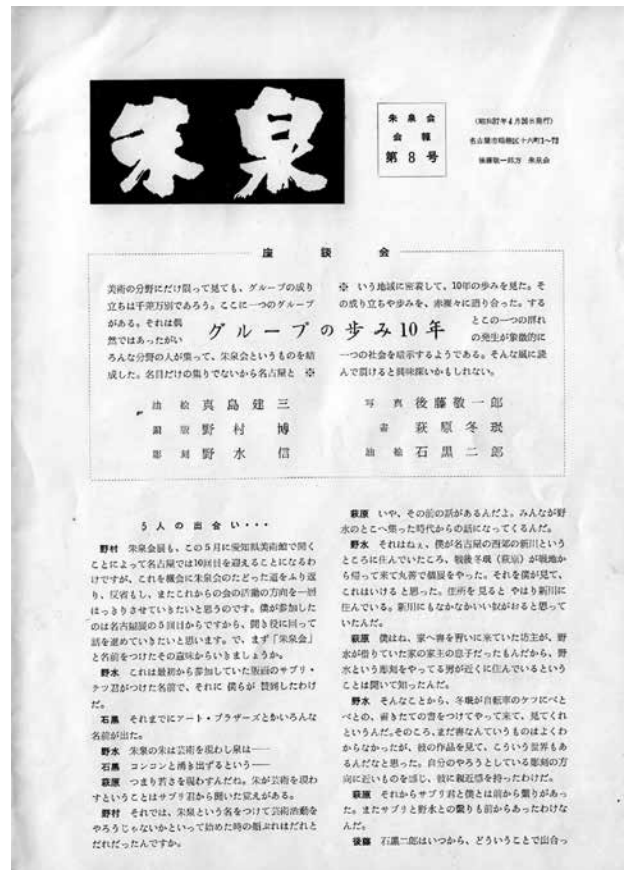 朱泉
朱泉会
会報
第8号
(昭和37年4月20日発行)
後藤敬一郎方 朱泉会
座談会
美術の分野にだけ限って見ても、グループの成り
立ちは千差万別であろう。ここに一つのグループ
がある。それは偶
然ではあったがい
ろんな分野の人が集って、朱泉会というものを結
成した。名目だけの集りでないから名古屋と ※
グループの歩み10年
※ いう地域に密着して、10年の歩みを見た。そ
の成り立ちや歩みを、赤裸々に語り合った。する
とこの一つの群れ
の発生が象徴的に
一つの社会を暗示するようである。そんな風に読
んで頂けると興味深いかもしれない。
油絵 真島建三
銅版 野村博
彫刻 野水信
写真 後藤敬一郎
書 萩原冬珉
油絵 石黒二郎
5人の出会い・・・
野村 朱泉会展も、この5月に愛知県美術館で開く
ことによって名古屋では10回目を迎えることになるわ
けですが、これを機会に朱泉会のたどった道をふり返
り、反省もし、またこれからの会の活動の方向を一層
はっきりさせていきたいと思うのです。僕が参加した
のは名古屋展の5回目からですから、聞き役に回って
話を進めていきたいと思います。で、まず「朱泉会」
と名前をつけたその意味からいきましょうか。
野水 これは最初から参加していた版画のサブリ・
テツ君がつけた名前で、それに僕らが賛到したわけ
だ。
石黒 それまでにアート・ブラザーズとかいろんな
名前が出た。
野水 朱泉の朱は芸術を現わし泉は――
石黒 コンコンと湧き出ずるという――
萩原 つまり若さを現わすんだね。朱が芸術を現わ
すということはサブリ君から聞いた覚えがある。
野村 それでは、朱泉という名をつけて芸術活動を
やろうじゃないかといって始めた時の顔ぶれはだれと
だれだったんですか。
萩原 いや、その前の話があるんだよ。みんなが野
水のとこへ集った時代からの話になってくるんだ。
野水 それはねぇ、僕が名古屋の西郊の新川という
ところに住んでいたころ、戦後冬珉(萩原)が戦地か
ら帰って来て丸善で個展をやった。それを僕が見て、
これはいけると思った。住所を見るとやはり新川に
住んでいる。新川にもなかなかいい奴がおると思って
いたんだ。
萩原 僕はね、家へ書を習いに来ていた坊主が、野
水が借りていた家の家主の息子だったもんだから、野
水という彫刻をやってる男が近くに住んでいるという
ことは聞いて知ったんだ。
野水 そんなことから、冬珉が自転車のケツにべと
べとの、書きたての書をつけてやって来て、見てくれ
というんだ。そのころ、まだ書なんていうものはよくわ
からなかったが、彼の作品を見て、こういう世界もあ
るんだなと思った。自分のやろうとしている彫刻の方
向に近いものを感じ、彼に親近感を持ったわけだ。
萩原 それからサブリ君と僕とは前から繋りがあっ
た。またサブリと野水との繋りも前からあったわけな
んだ。
後藤 石黒二郎はいつから、どういうことで出合っ